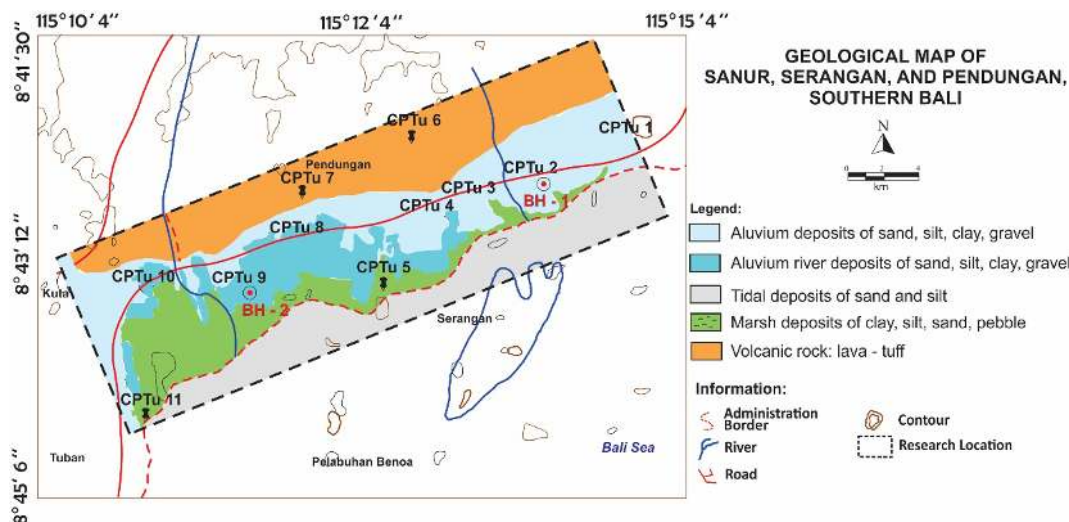 115°10´4´´
115°12´4´´
115°15´4´´
8°41´30´´
8°43´12´´
8°45´6´´
CPTu 6
CPTu 1
Pendungan
CPTu 7
CPTu 2
CPTu 3
BH - 1
CPTu 4
CPTu 8
CPTu 5
CPTu 10
CPTu 9
Kuta
BH - 2
Serangan
CPTu 11
Tuban
Pelabuhan Benoa
Bali Sea
GEOLOGICAL MAP OF
SANUR, SERANGAN, AND PENDUNGAN,
SOUTHERN BALI
N
km
Legend:
Aluvium deposits of sand, silt, clay, gravel
Aluvium river deposits of sand, silt, clay, gravel
Tidal deposits of sand and silt
Marsh deposits of clay, silt, sand, pebble
Volcanic rock: lava - tuff
Information:
Administration
Border
River
Road
Contour
Research Location